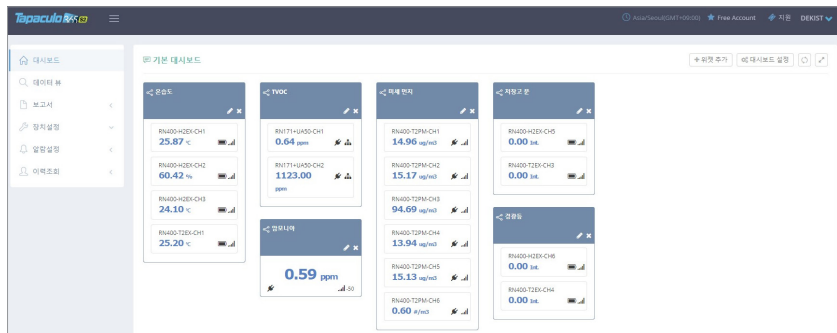 Tapaculo
Asia/Seoul(GMT+09:00) Free Account 지원 DEKIST
대시보드
데이터 뷰
보고서
장치설정
알람설정
이력조회
기본 대시보드
위젯 추가
대시보드 설정
온습도
RN400-H2EX-CH1
25.87 ℃
RN400-H2EX-CH2
60.42 %
RN400-H2EX-CH3
24.10 ℃
RN400-T2EX-CH1
25.20 ℃
TVOC
RN171+UA50-CH1
0.64 ppm
RN171+UA50-CH2
1123.00
ppm
암모니아
0.59 ppm
-50
미세 먼지
RN400-T2PM-CH1
14.96 ug/m3
RN400-T2PM-CH2
15.17 ug/m3
RN400-T2PM-CH3
94.69 ug/m3
RN400-T2PM-CH4
13.94 ug/m3
RN400-T2PM-CH5
15.13 ug/m3
RN400-T2PM-CH6
0.60 #/m3
저장고 문
RN400-H2EX-CH5
0.00 Int.
RN400-T2EX-CH3
0.00 Int.
경광등
RN400-H2EX-CH6
0.00 Int.
RN400-T2EX-CH4
0.00 Int.